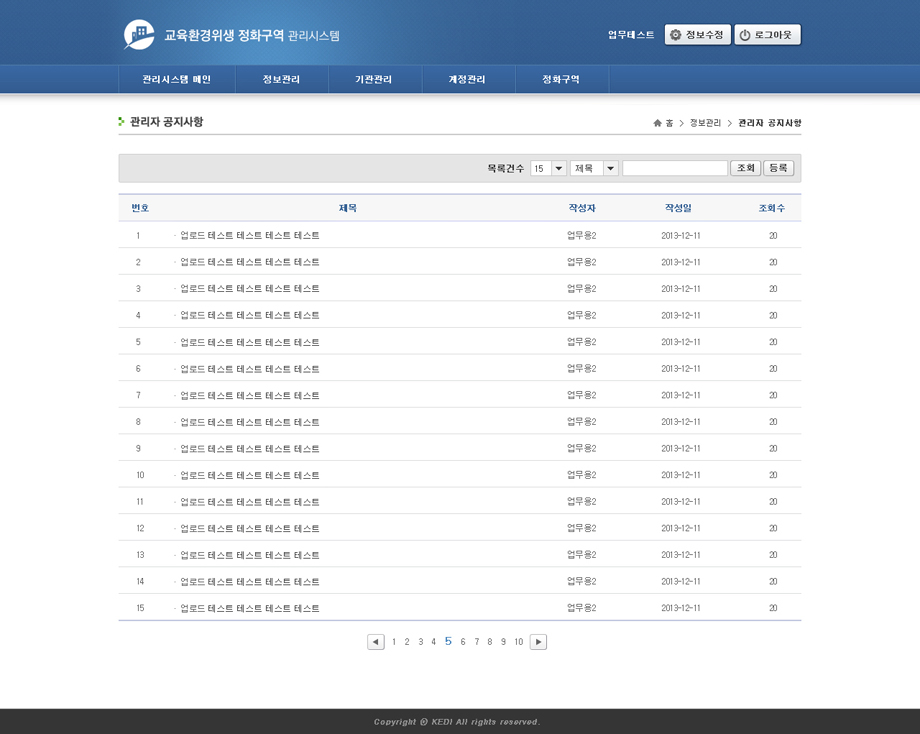 교육환경위생 정화구역 관리시스템
업무테스트 정보수정 로그아웃
관리시스템 메인 정보관리 기관관리 계정관리 정화구역
관리자 공지사항
홈 > 정보관리 > 관리자 공지사항
목록건수 15 제목 조회 등록
번호 제목 작성자 작성일 조회수
1 · 업로드 테스트 테스트 테스트 테스트 업무용2 2013-12-11 20
2 · 업로드 테스트 테스트 테스트 테스트 업무용2 2013-12-11 20
3 · 업로드 테스트 테스트 테스트 테스트 업무용2 2013-12-11 20
4 · 업로드 테스트 테스트 테스트 테스트 업무용2 2013-12-11 20
5 · 업로드 테스트 테스트 테스트 테스트 업무용2 2013-12-11 20
6 · 업로드 테스트 테스트 테스트 테스트 업무용2 2013-12-11 20
7 · 업로드 테스트 테스트 테스트 테스트 업무용2 2013-12-11 20
8 · 업로드 테스트 테스트 테스트 테스트 업무용2 2013-12-11 20
9 · 업로드 테스트 테스트 테스트 테스트 업무용2 2013-12-11 20
10 · 업로드 테스트 테스트 테스트 테스트 업무용2 2013-12-11 20
11 · 업로드 테스트 테스트 테스트 테스트 업무용2 2013-12-11 20
12 · 업로드 테스트 테스트 테스트 테스트 업무용2 2013-12-11 20
13 · 업로드 테스트 테스트 테스트 테스트 업무용2 2013-12-11 20
14 · 업로드 테스트 테스트 테스트 테스트 업무용2 2013-12-11 20
15 · 업로드 테스트 테스트 테스트 테스트 업무용2 2013-12-11 20
1 2 3 4 5 6 7 8 9 10
Copyright @ KEDI All rights reserved.